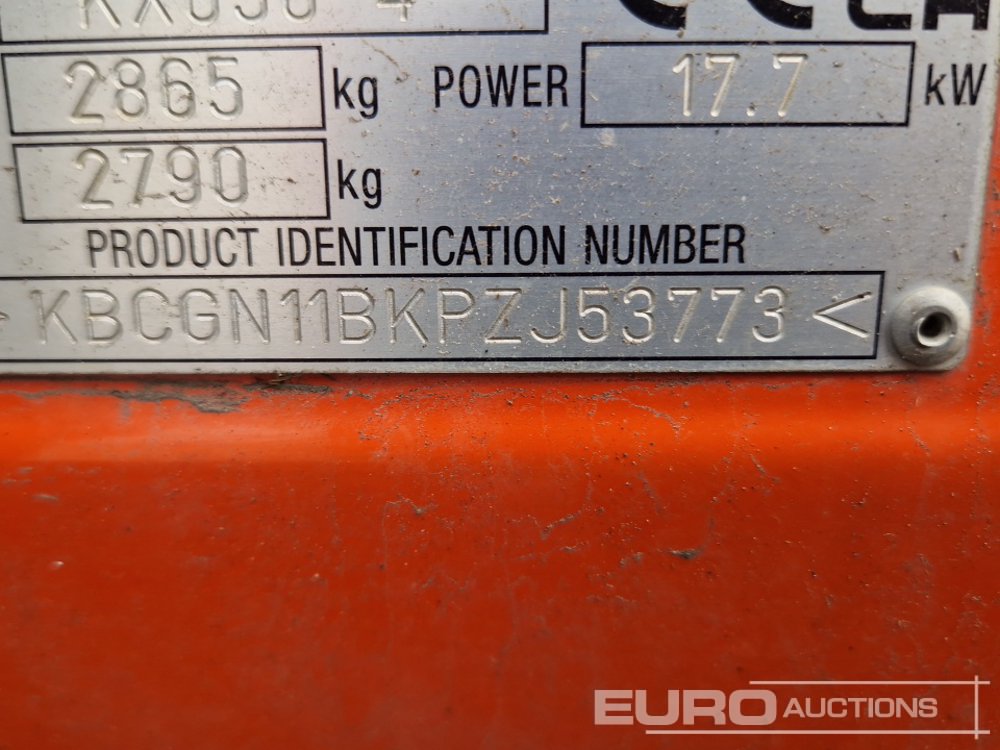 2865 kg POWER 17.7 kW
2790 kg
PRODUCT IDENTIFICATION NUMBER
KBCGN11BKPZJ53773 <
EURO AUCTIONS